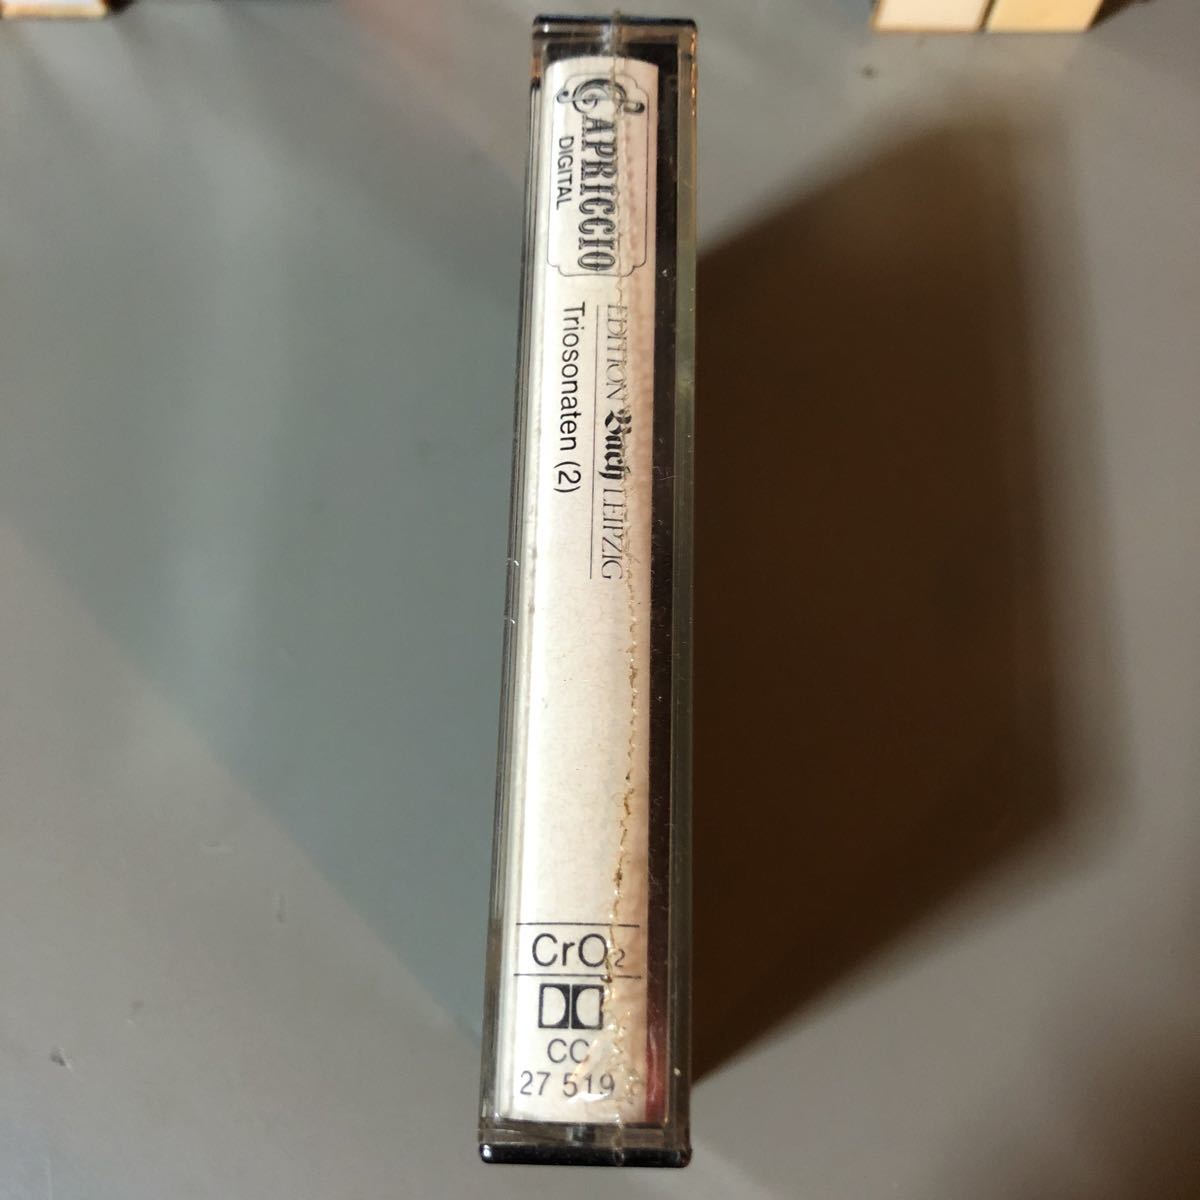 CAPRICCIO
DIGITAL
EDITION Bach LEIPZIG
Triosonaten (2)
CrO2
CC
27 519